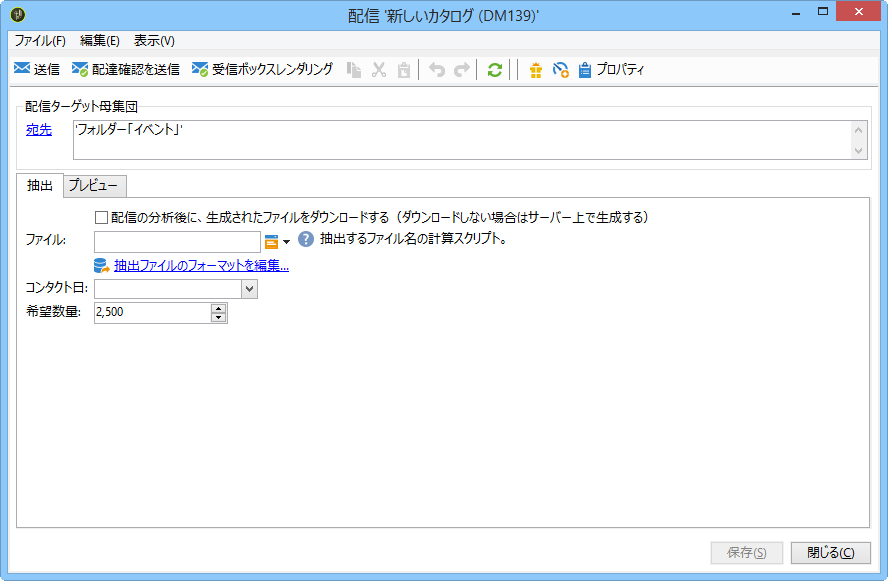 配信 '新しいカタログ (DM139)'
ファイル(F) 編集(E) 表示(V)
送信 配達確認を送信 受信ボックスレンダリング プロパティ
配信ターゲット母集団
宛先 'フォルダー「イベント」'
抽出 プレビュー
配信の分析後に、生成されたファイルをダウンロードする（ダウンロードしない場合はサーバー上で生成する）
ファイル: ? 抽出するファイル名の計算スクリプト。
抽出ファイルのフォーマットを編集...
コンタクト日:
希望数量: 2,500
保存(S) 閉じる(C)